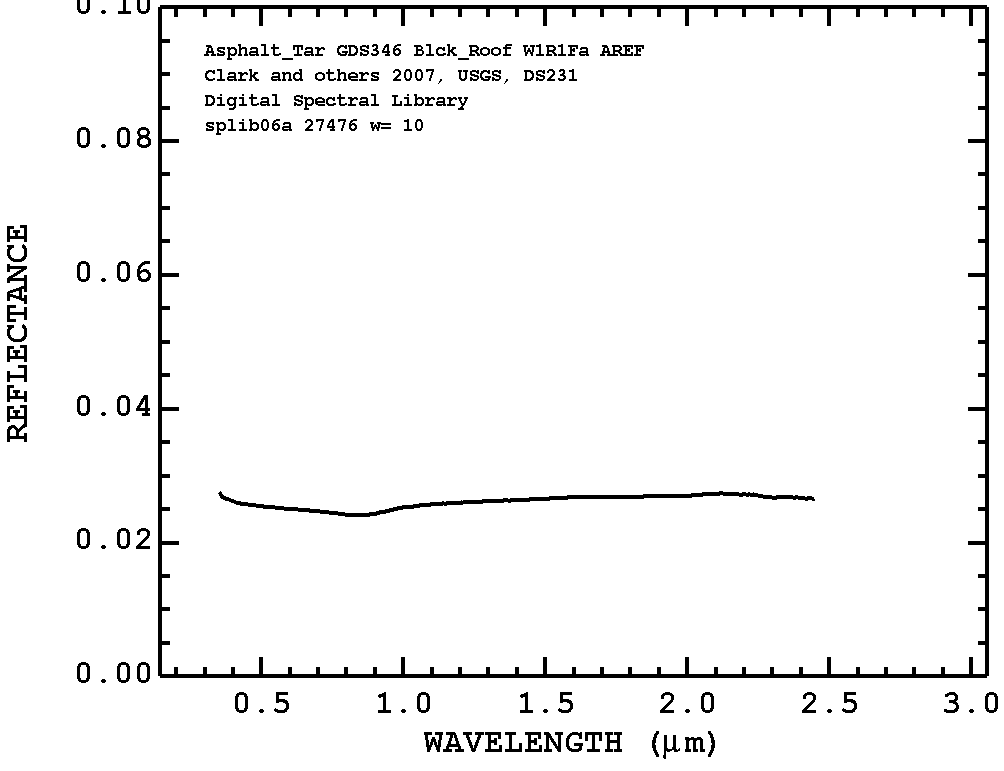 0.10
Asphalt_Tar GDS346 Blck_Roof W1R1Fa AREF
Clark and others 2007, USGS, DS231
Digital Spectral Library
splib06a 27476 w= 10
0.08
0.06
0.04
0.02
0.00
REFLECTANCE
0.5 1.0 1.5 2.0 2.5 3.0
WAVELENGTH (μm)